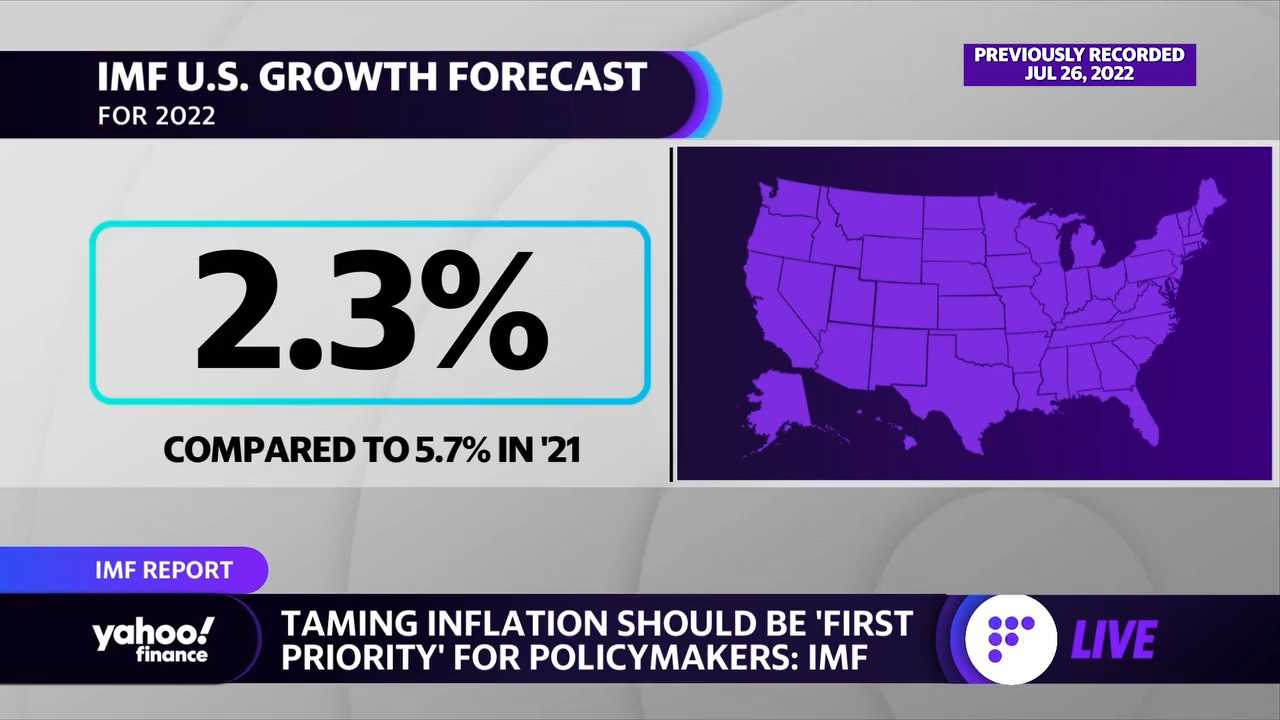 IMF U.S. GROWTH FORECAST
FOR 2022
PREVIOUSLY RECORDED
JUL 26, 2022
2.3%
COMPARED TO 5.7% IN '21
IMF REPORT
yahoo!
finance
TAMING INFLATION SHOULD BE 'FIRST
PRIORITY' FOR POLICYMAKERS: IMF
LIVE